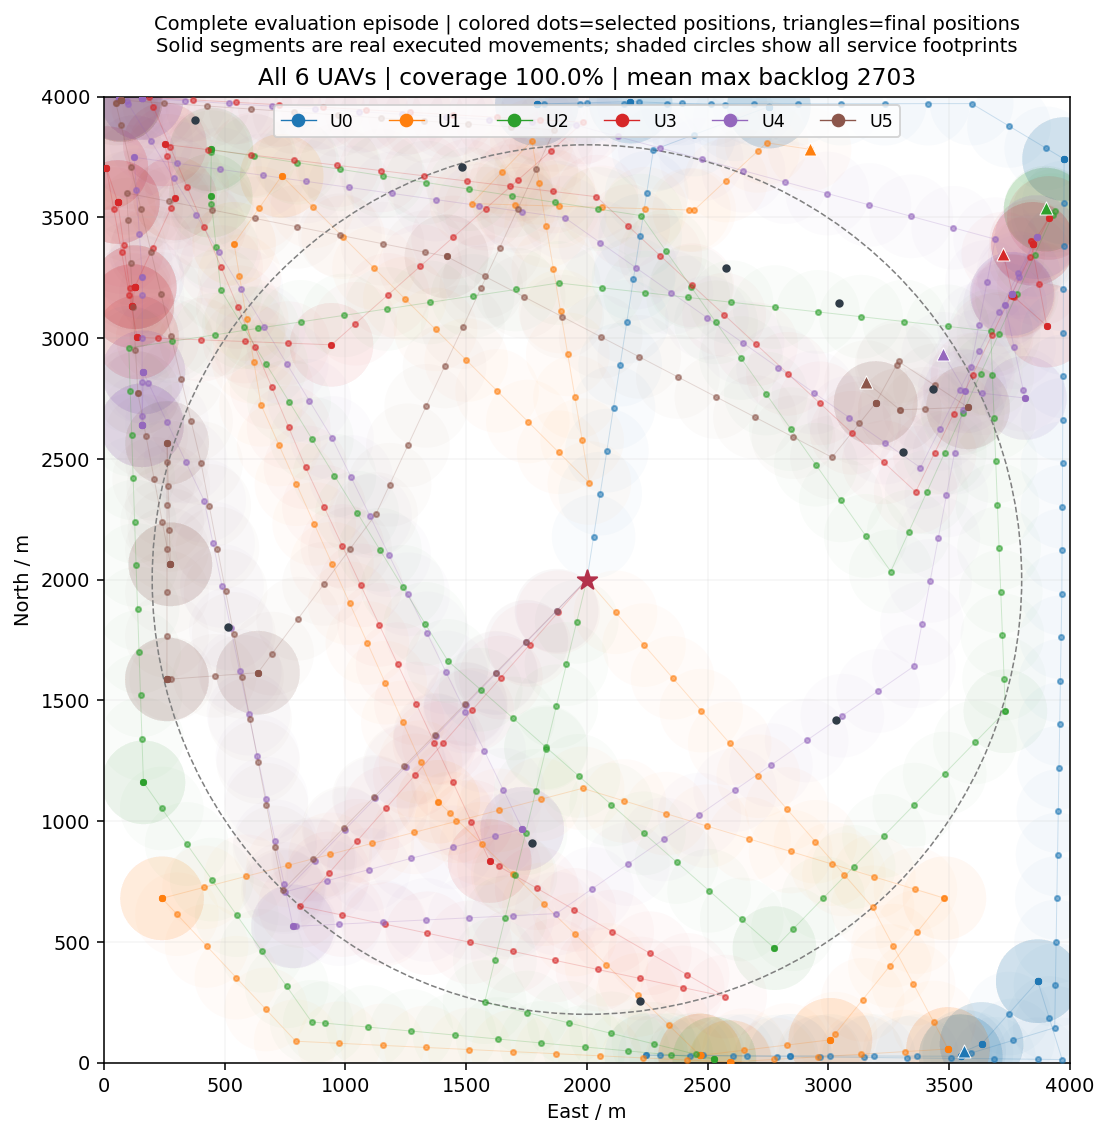 Complete evaluation episode | colored dots=selected positions, triangles=final positions
Solid segments are real executed movements; shaded circles show all service footprints
All 6 UAVs | coverage 100.0% | mean max backlog 2703
U0 U1 U2 U3 U4 U5
4000
3500
3000
2500
2000
1500
1000
500
0
North / m
0 500 1000 1500 2000 2500 3000 3500 4000
East / m